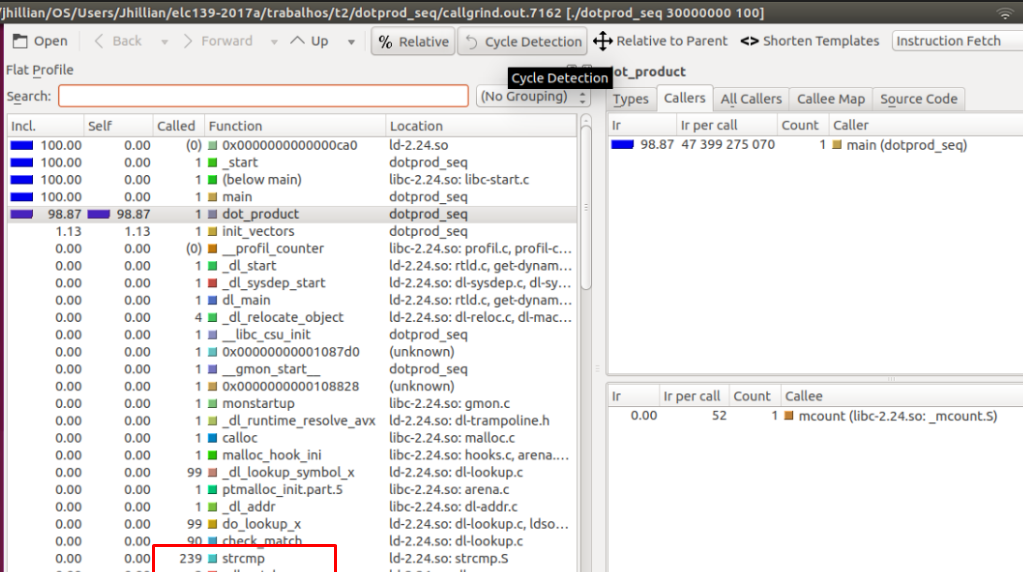 jhillian/OS/Users/Jhillian/elc139-2017a/trabalhos/t2/dotprod_seq/callgrind.out.7162 [./dotprod_seq 30000000 100]
Open Back Forward Up % Relative Cycle Detection Relative to Parent <> Shorten Templates Instruction Fetch
Flat Profile
Cycle Detection
dot_product
Search: (No Grouping)
Types Callers All Callers Callee Map Source Code
Incl. Self Called Function Location
100.00 0.00 (0) 0x0000000000000ca0 ld-2.24.so
100.00 0.00 1 _start dotprod_seq
100.00 0.00 1 (below main) libc-2.24.so: libc-start.c
100.00 0.00 1 main dotprod_seq
98.87 98.87 1 dot_product dotprod_seq
1.13 1.13 1 init_vectors dotprod_seq
0.00 0.00 (0) __profil_counter libc-2.24.so: profil.c, profil-c...
0.00 0.00 1 _dl_start ld-2.24.so: rtld.c, get-dynam...
0.00 0.00 1 _dl_sysdep_start ld-2.24.so: dl-sysdep.c, dl-sy...
0.00 0.00 1 dl_main ld-2.24.so: rtld.c, get-dynam...
0.00 0.00 4 _dl_relocate_object ld-2.24.so: dl-reloc.c, dl-mac...
0.00 0.00 1 __libc_csu_init dotprod_seq
0.00 0.00 1 0x00000000001087d0 (unknown)
0.00 0.00 1 __gmon_start__ dotprod_seq
0.00 0.00 1 0x0000000000108828 (unknown)
0.00 0.00 1 monstartup libc-2.24.so: gmon.c
0.00 0.00 1 _dl_runtime_resolve_avx ld-2.24.so: dl-trampoline.h
0.00 0.00 1 calloc libc-2.24.so: malloc.c
0.00 0.00 1 malloc_hook_ini libc-2.24.so: hooks.c, arena....
0.00 0.00 99 _dl_lookup_symbol_x ld-2.24.so: dl-lookup.c
0.00 0.00 1 ptmalloc_init.part.5 libc-2.24.so: arena.c
0.00 0.00 1 _dl_addr libc-2.24.so: dl-addr.c
0.00 0.00 99 do_lookup_x ld-2.24.so: dl-lookup.c, ldso...
0.00 0.00 90 check_match ld-2.24.so: dl-lookup.c
0.00 0.00 239 strcmp ld-2.24.so: strcmp.S
Ir Ir per call Count Caller
98.87 47 399 275 070 1 main (dotprod_seq)
Ir Ir per call Count Callee
0.00 52 1 mcount (libc-2.24.so: _mcount.S)